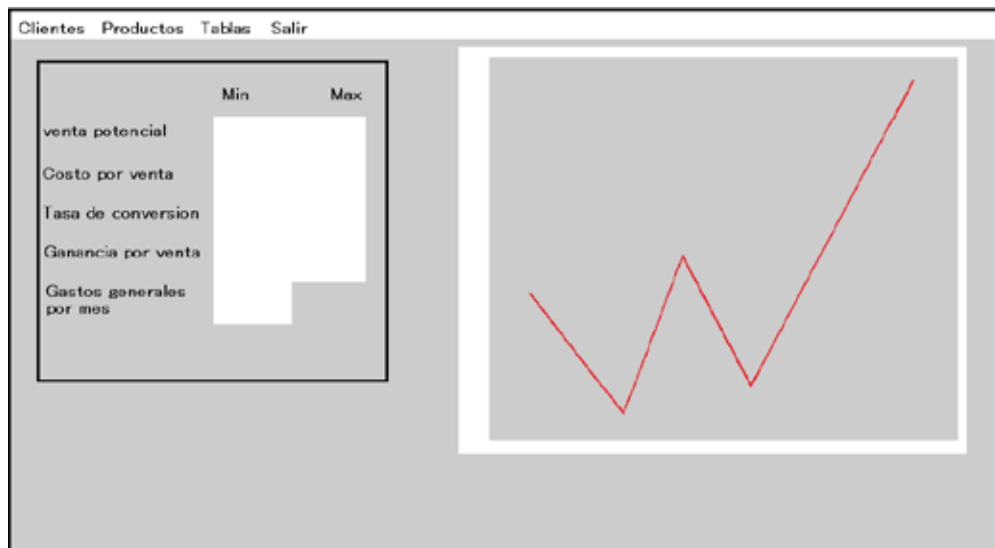 Clientes Productos Tablas Salir
Min Max
venta potencial
Costo por venta
Tasa de conversion
Ganancia por venta
Gastos generales
por mes